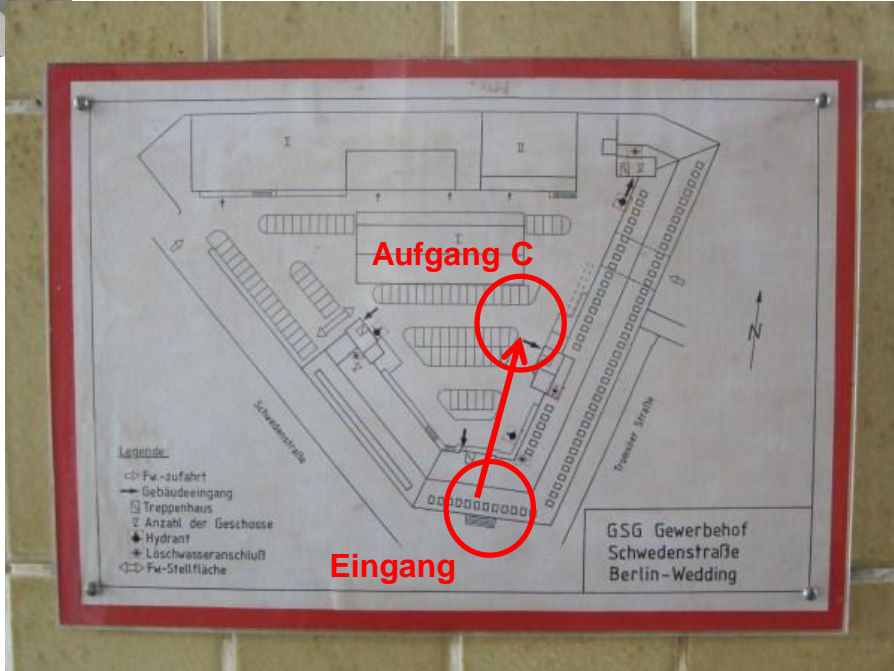 I
II
V
I
Aufgang C
N
V
Schwedenstraße
Tromsöer Straße
Eingang
Legende:
Fw.-zufahrt
Gebäudeeingang
Treppenhaus
V Anzahl der Geschosse
Hydrant
Löschwasseranschluß
Fw-Stellfläche
GSG Gewerbehof
Schwedenstraße
Berlin-Wedding